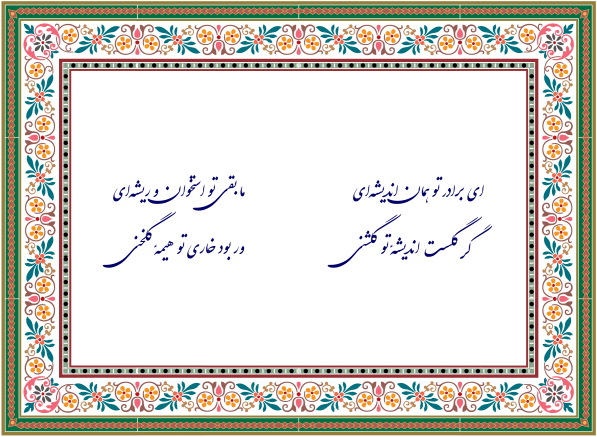 ای برادر تو همان اندیشه‌ای مابقی تو استخوان و ریشه‌ای
گر گلست اندیشهٔ تو گلشنی ور بود خاری تو هیمهٔ گلخنی